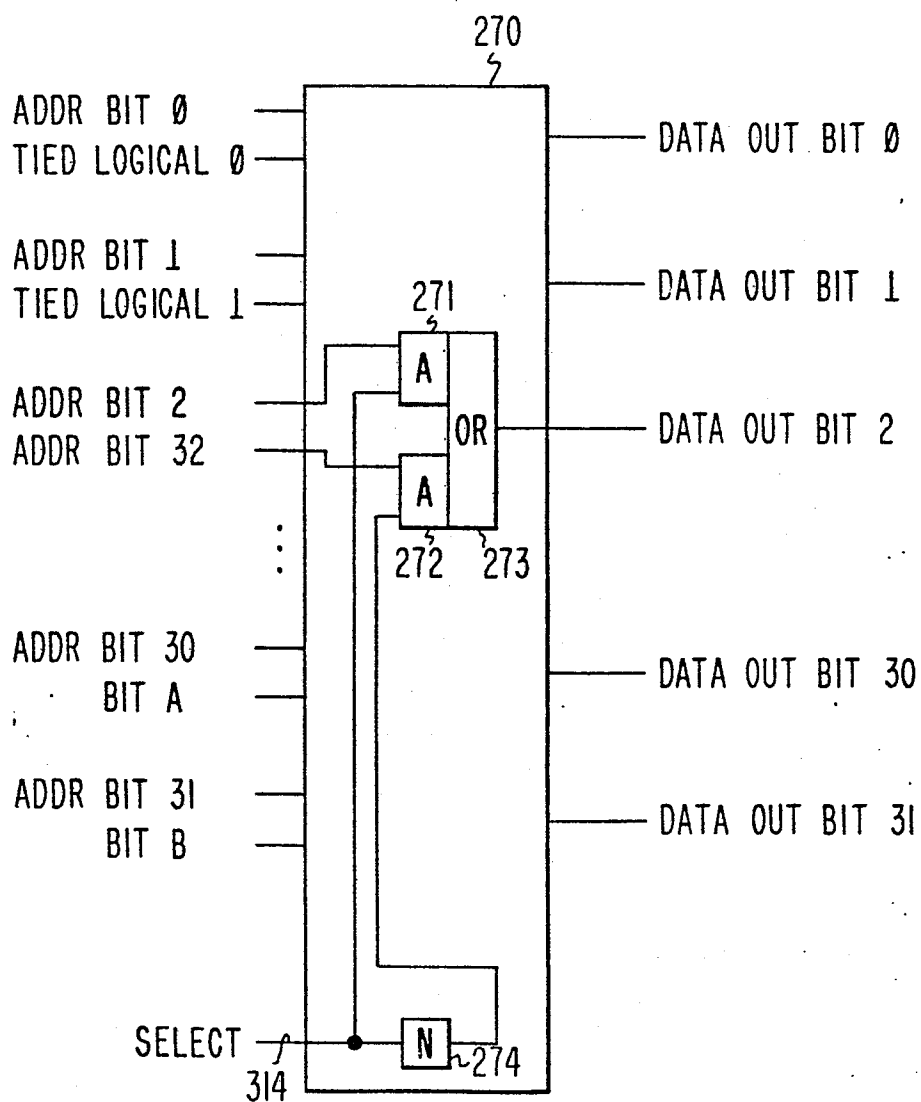 270
ADDR BIT 0
TIED LOGICAL 0
DATA OUT BIT 0
ADDR BIT 1
TIED LOGICAL 1
DATA OUT BIT 1
271
A
ADDR BIT 2
ADDR BIT 32
OR
DATA OUT BIT 2
A
272
273
ADDR BIT 30
BIT A
DATA OUT BIT 30
ADDR BIT 31
BIT B
DATA OUT BIT 31
SELECT
314
N
274